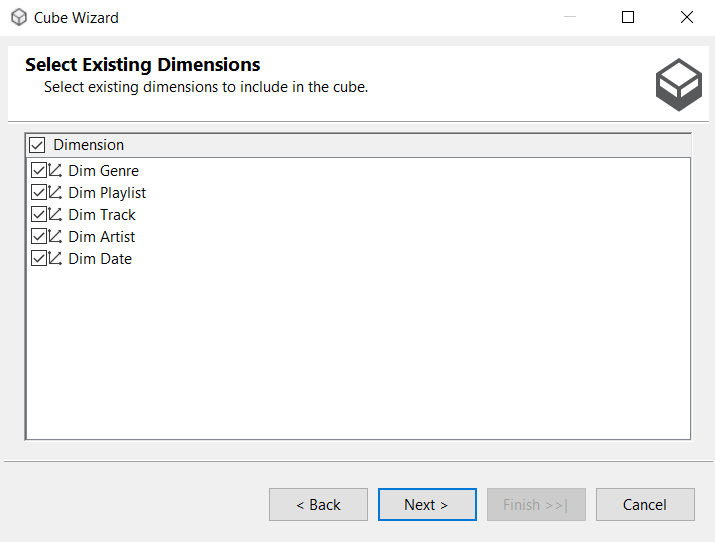 Cube Wizard
Select Existing Dimensions
Select existing dimensions to include in the cube.
Dimension
Dim Genre
Dim Playlist
Dim Track
Dim Artist
Dim Date
< Back Next > Finish >>| Cancel